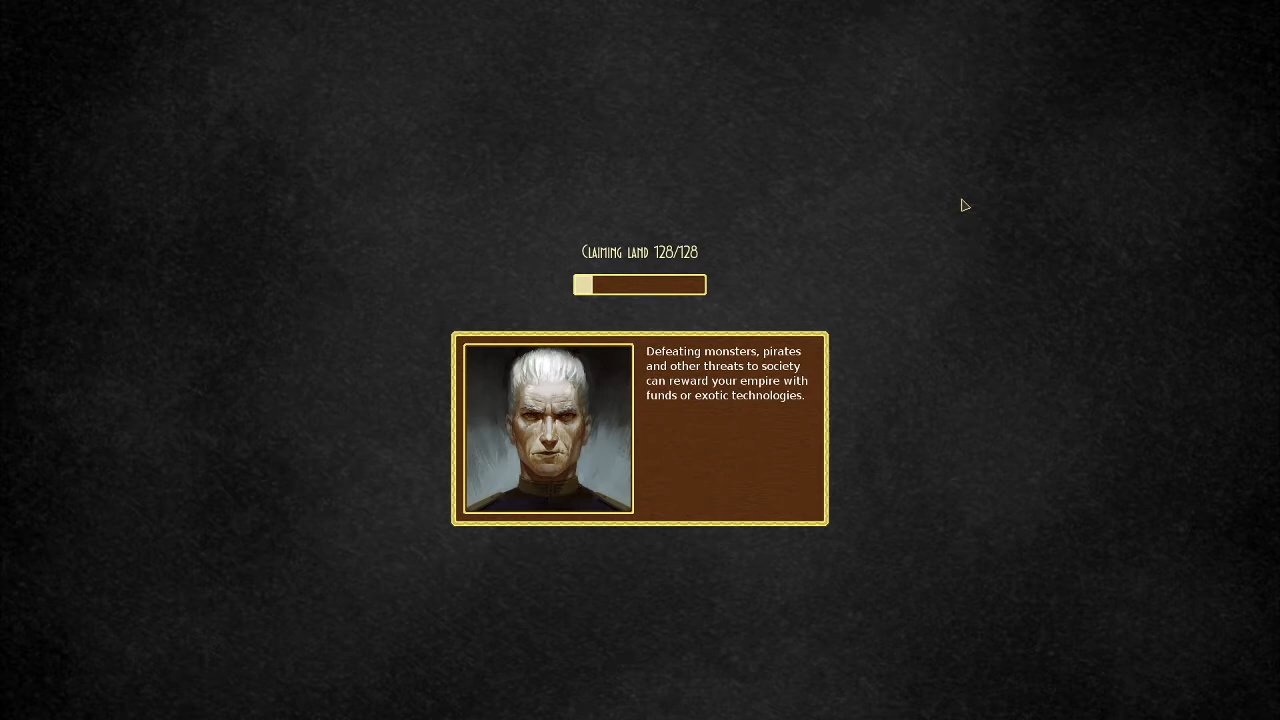 Claiming land 128/128
Defeating monsters, pirates
and other threats to society
can reward your empire with
funds or exotic technologies.